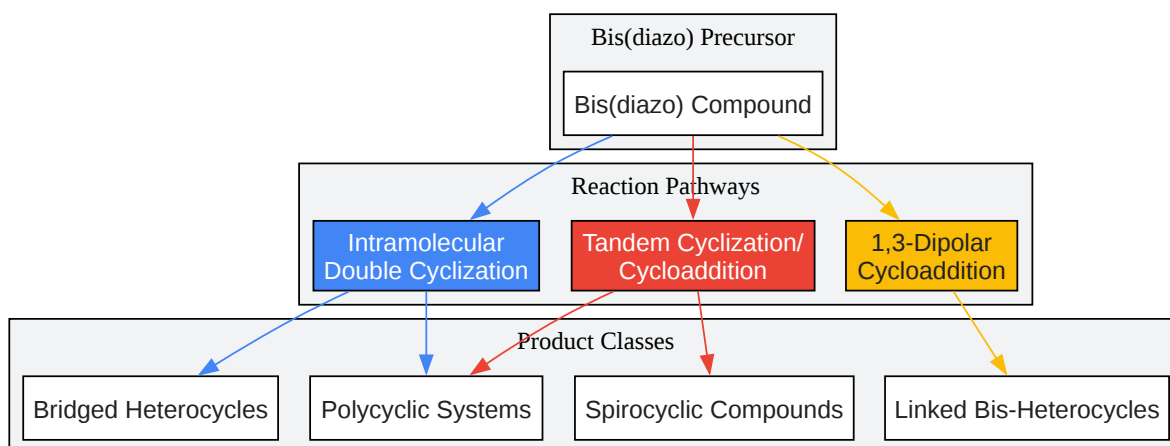 Bis(diazo) Precursor
Bis(diazo) Compound
Reaction Pathways
Intramolecular
Double Cyclization
Tandem Cyclization/
Cycloaddition
1,3-Dipolar
Cycloaddition
Product Classes
Bridged Heterocycles
Polycyclic Systems
Spirocyclic Compounds
Linked Bis-Heterocycles